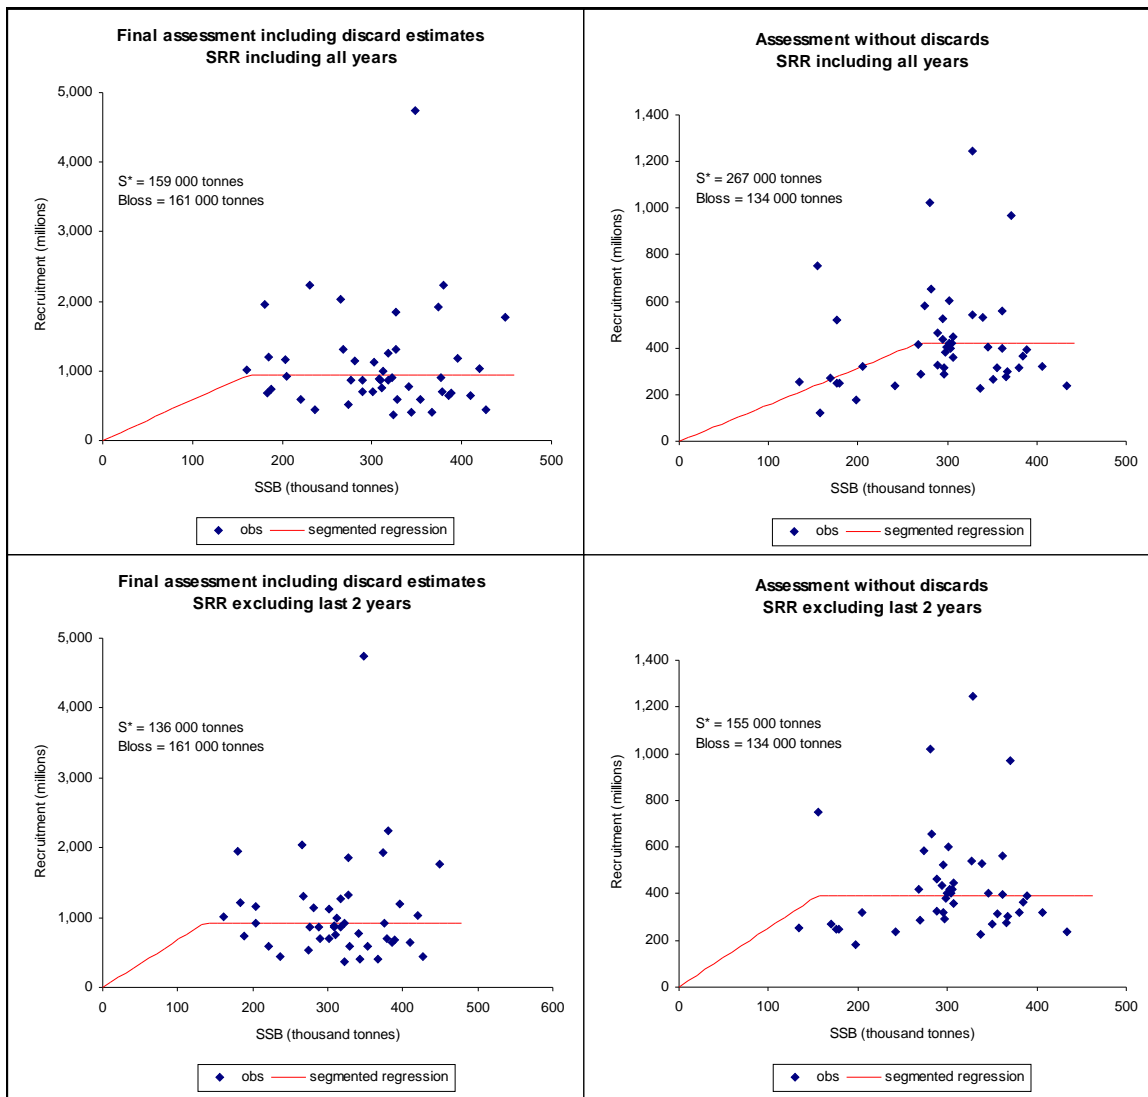 Final assessment including discard estimates
SRR including all years
5,000
4,000
3,000
2,000
1,000
0
Recruitment (millions)
S* = 159 000 tonnes
Bloss = 161 000 tonnes
0 100 200 300 400 500
SSB (thousand tonnes)
obs segmented regression
Assessment without discards
SRR including all years
1,400
1,200
1,000
800
600
400
200
0
Recruitment (millions)
S* = 267 000 tonnes
Bloss = 134 000 tonnes
0 100 200 300 400 500
SSB (thousand tonnes)
obs segmented regression
Final assessment including discard estimates
SRR excluding last 2 years
5,000
4,000
3,000
2,000
1,000
0
Recruitment (millions)
S* = 136 000 tonnes
Bloss = 161 000 tonnes
0 100 200 300 400 500 600
SSB (thousand tonnes)
obs segmented regression
Assessment without discards
SRR excluding last 2 years
1,400
1,200
1,000
800
600
400
200
0
Recruitment (millions)
S* = 155 000 tonnes
Bloss = 134 000 tonnes
0 100 200 300 400 500
SSB (thousand tonnes)
obs segmented regression